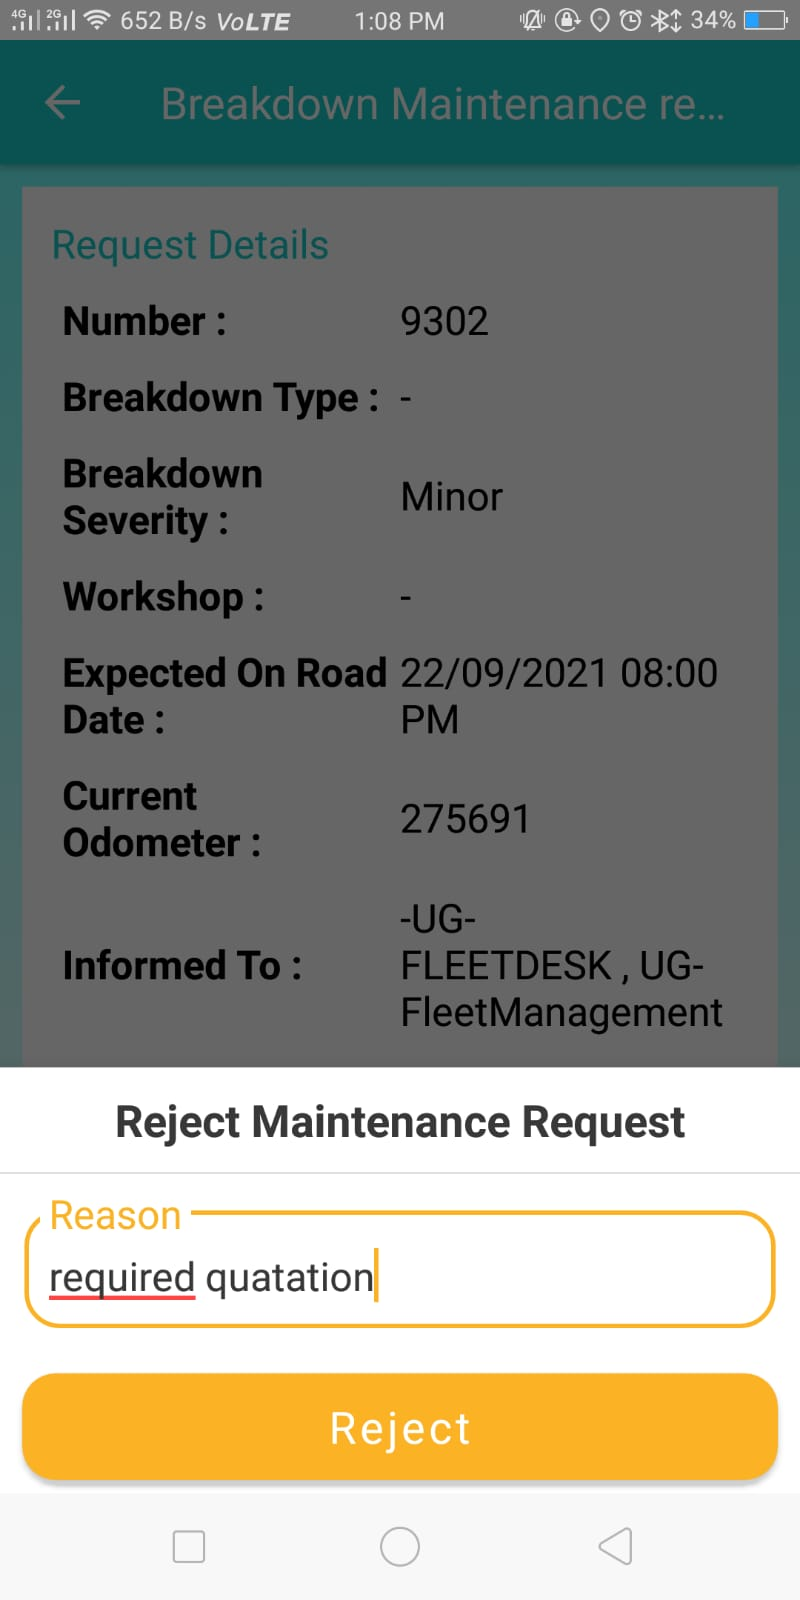 4G 2G 652 B/s VoLTE 1:08 PM 34%
Breakdown Maintenance re...
Request Details
Number : 9302
Breakdown Type : -
Breakdown
Severity : Minor
Workshop : -
Expected On Road 22/09/2021 08:00
Date : PM
Current
Odometer : 275691
-UG-
Informed To : FLEETDESK , UG-
FleetManagement
Reject Maintenance Request
Reason
required quatation
Reject